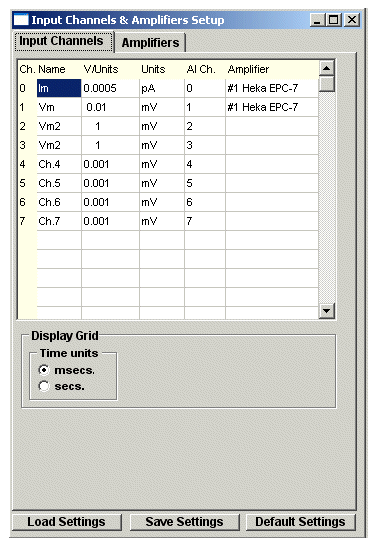 Input Channels & Amplifiers Setup
Input Channels Amplifiers
Ch. Name V/Units Units AI Ch. Amplifier
0 Im 0.0005 pA 0 #1 Heka EPC-7
1 Vm 0.01 mV 1 #1 Heka EPC-7
2 Vm2 1 mV 2
3 Vm2 1 mV 3
4 Ch.4 0.001 mV 4
5 Ch.5 0.001 mV 5
6 Ch.6 0.001 mV 6
7 Ch.7 0.001 mV 7
Display Grid
Time units
msecs.
secs.
Load Settings Save Settings Default Settings